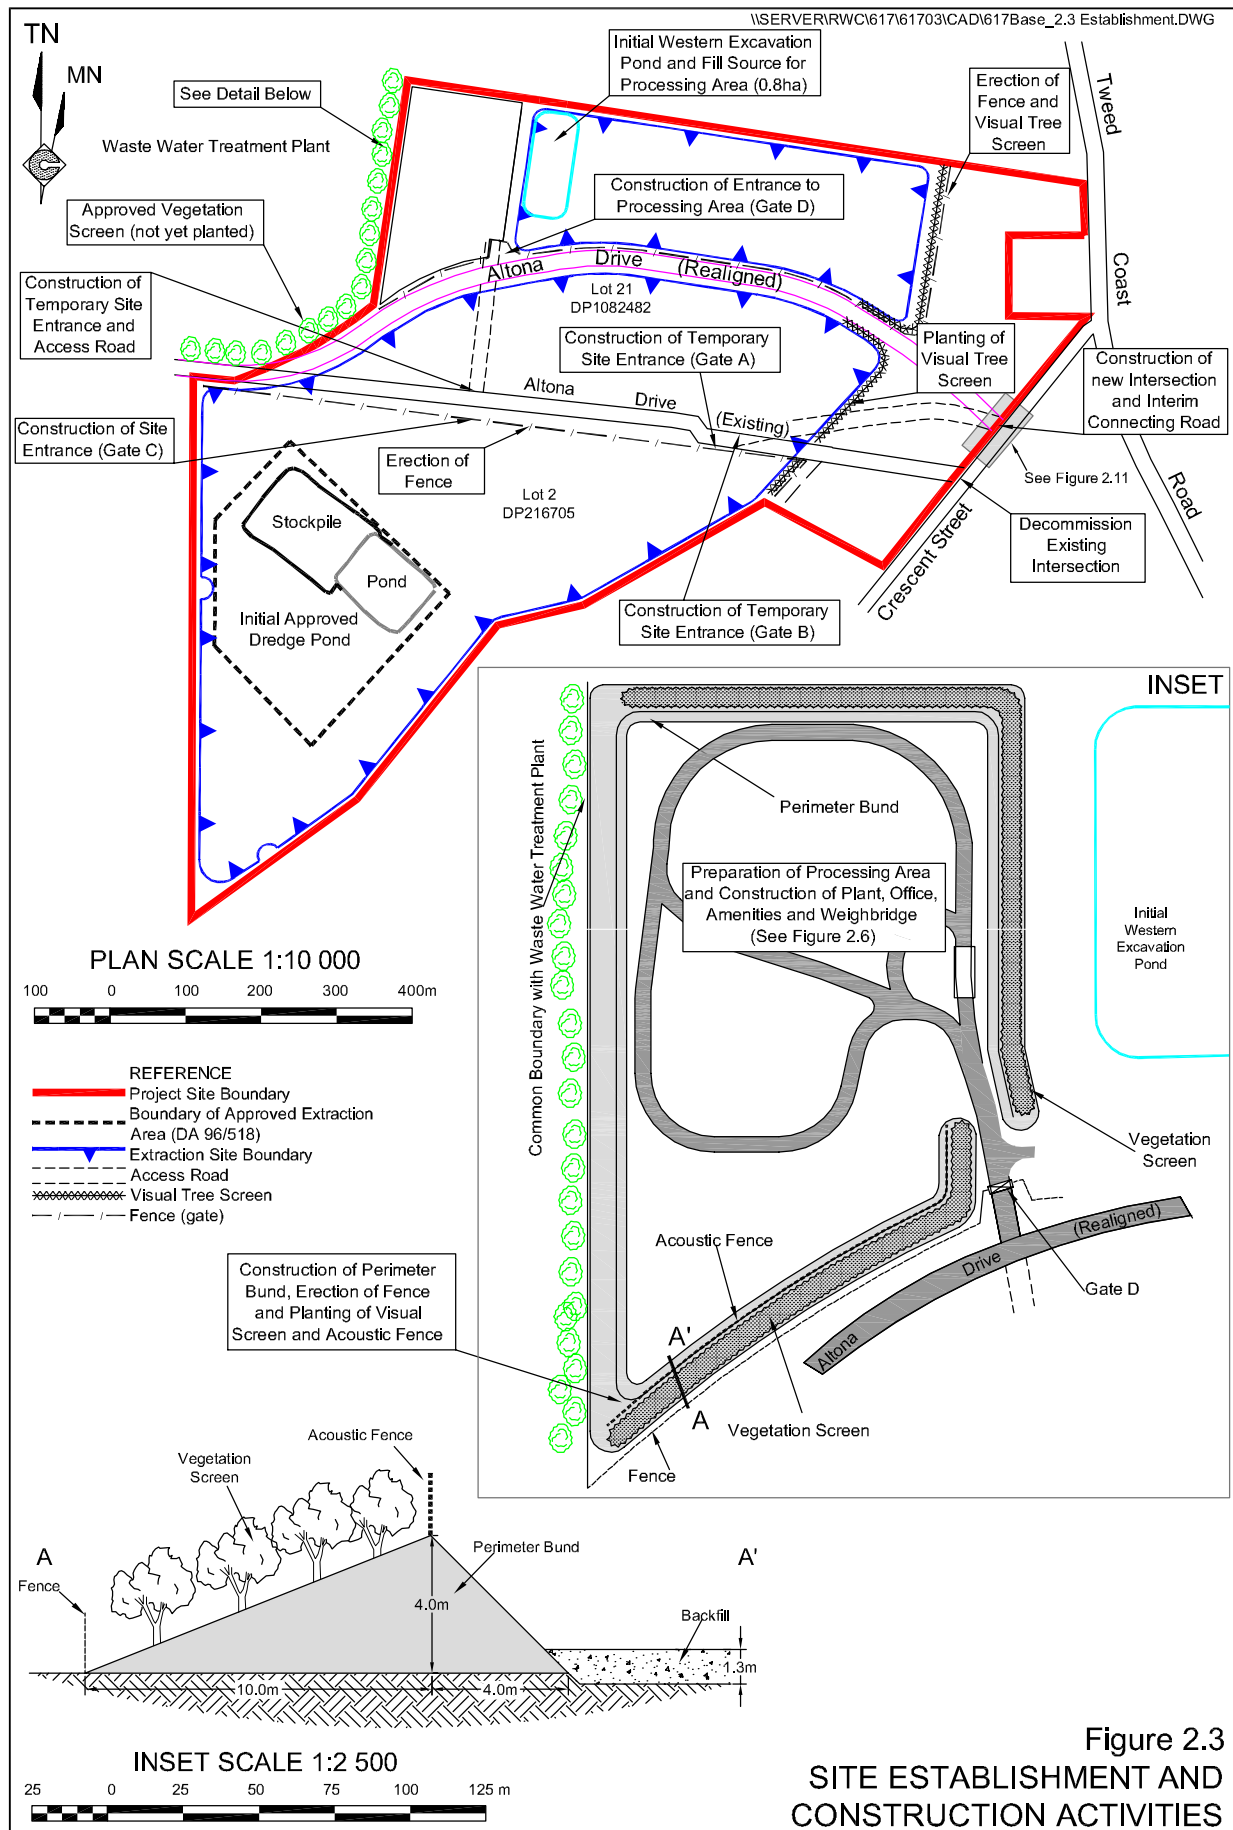 \\SERVER\RWC\617\61703\CAD\617Base_2.3 Establishment.DWG
TN
MN
See Detail Below
Waste Water Treatment Plant
Initial Western Excavation
Pond and Fill Source for
Processing Area (0.8ha)
Erection of
Fence and
Visual Tree
Screen
Tweed
Coast
Road
Approved Vegetation
Screen (not yet planted)
Construction of Entrance to
Processing Area (Gate D)
Construction of
Temporary Site
Entrance and
Access Road
Altona Drive (Realigned)
Lot 21
DP1082482
Construction of Temporary
Site Entrance (Gate A)
Planting of
Visual Tree
Screen
Construction of
new Intersection
and Interim
Connecting Road
Altona Drive (Existing)
Construction of Site
Entrance (Gate C)
Erection of
Fence
Lot 2
DP216705
See Figure 2.11
Stockpile
Pond
Initial Approved
Dredge Pond
Decommission
Existing
Intersection
Crescent Street
Construction of Temporary
Site Entrance (Gate B)
INSET
Common Boundary with Waste Water Treatment Plant
Perimeter Bund
Preparation of Processing Area
and Construction of Plant, Office,
Amenities and Weighbridge
(See Figure 2.6)
Initial
Western
Excavation
Pond
PLAN SCALE 1:10 000
100 0 100 200 300 400m
REFERENCE
Project Site Boundary
Boundary of Approved Extraction
Area (DA 96/518)
Extraction Site Boundary
Access Road
Visual Tree Screen
Fence (gate)
Vegetation
Screen
Acoustic Fence
Altona Drive (Realigned)
Gate D
Construction of Perimeter
Bund, Erection of Fence
and Planting of Visual
Screen and Acoustic Fence
A'
A
Vegetation Screen
Fence
Acoustic Fence
Vegetation
Screen
A
Fence
Perimeter Bund
A'
4.0m
Backfill
1.3m
10.0m
4.0m
INSET SCALE 1:2 500
25 0 25 50 75 100 125 m
Figure 2.3
SITE ESTABLISHMENT AND
CONSTRUCTION ACTIVITIES